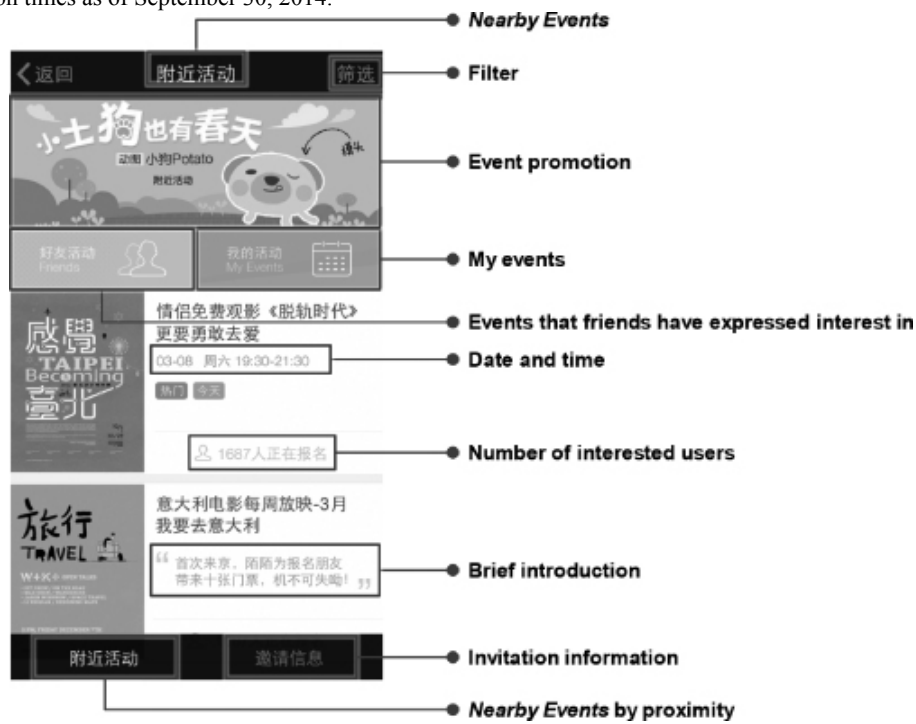 on times as of September 30, 2014.
Nearby Events
返回
附近活动
筛选
Filter
小土狗也有春天
动图 小狗Potato
附近活动
Event promotion
好友活动
Friends
我的活动
My Events
My events
情侣免费观影《脱轨时代》
更要勇敢去爱
Events that friends have expressed interest in
03-08 周六 19:30-21:30
Date and time
热门 今天
感覺
TAIPEI
Becoming
臺北
1687人正在报名
Number of interested users
意大利电影每周放映-3月
我要去意大利
旅行
TRAVEL
W+K+
“ 首次来京，陌陌为报名朋友
带来十张门票，机不可失呦！ ”
Brief introduction
附近活动
邀请信息
Invitation information
Nearby Events by proximity